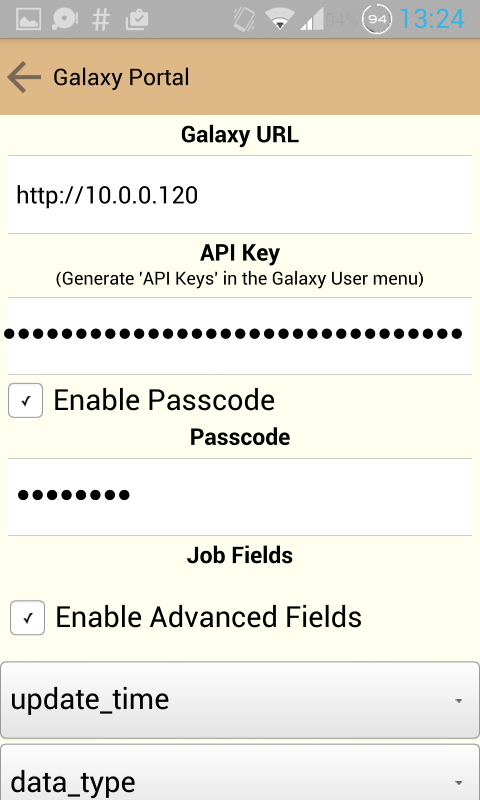 94% 94 13:24
Galaxy Portal
Galaxy URL
http://10.0.0.120
API Key
(Generate 'API Keys' in the Galaxy User menu)
Enable Passcode
Passcode
Job Fields
Enable Advanced Fields
update_time
data_type